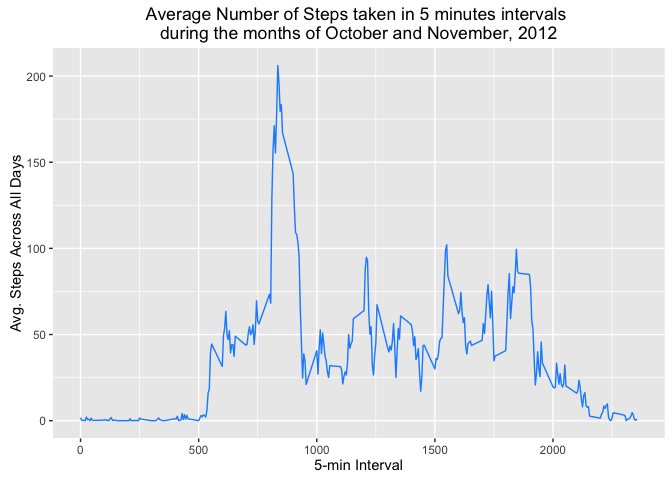 Average Number of Steps taken in 5 minutes intervals
during the months of October and November, 2012
Avg. Steps Across All Days
200
150
100
50
0
0 500 1000 1500 2000
5-min Interval